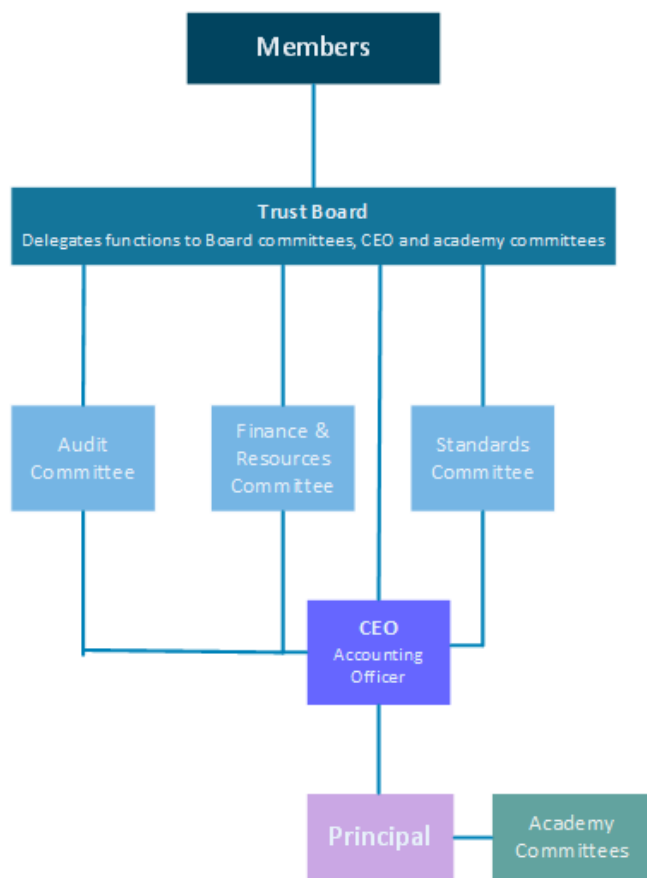 Members
Trust Board
Delegates functions to Board committees, CEO and academy committees
Audit
Committee
Finance &
Resources
Committee
Standards
Committee
CEO
Accounting
Officer
Principal
Academy
Committees